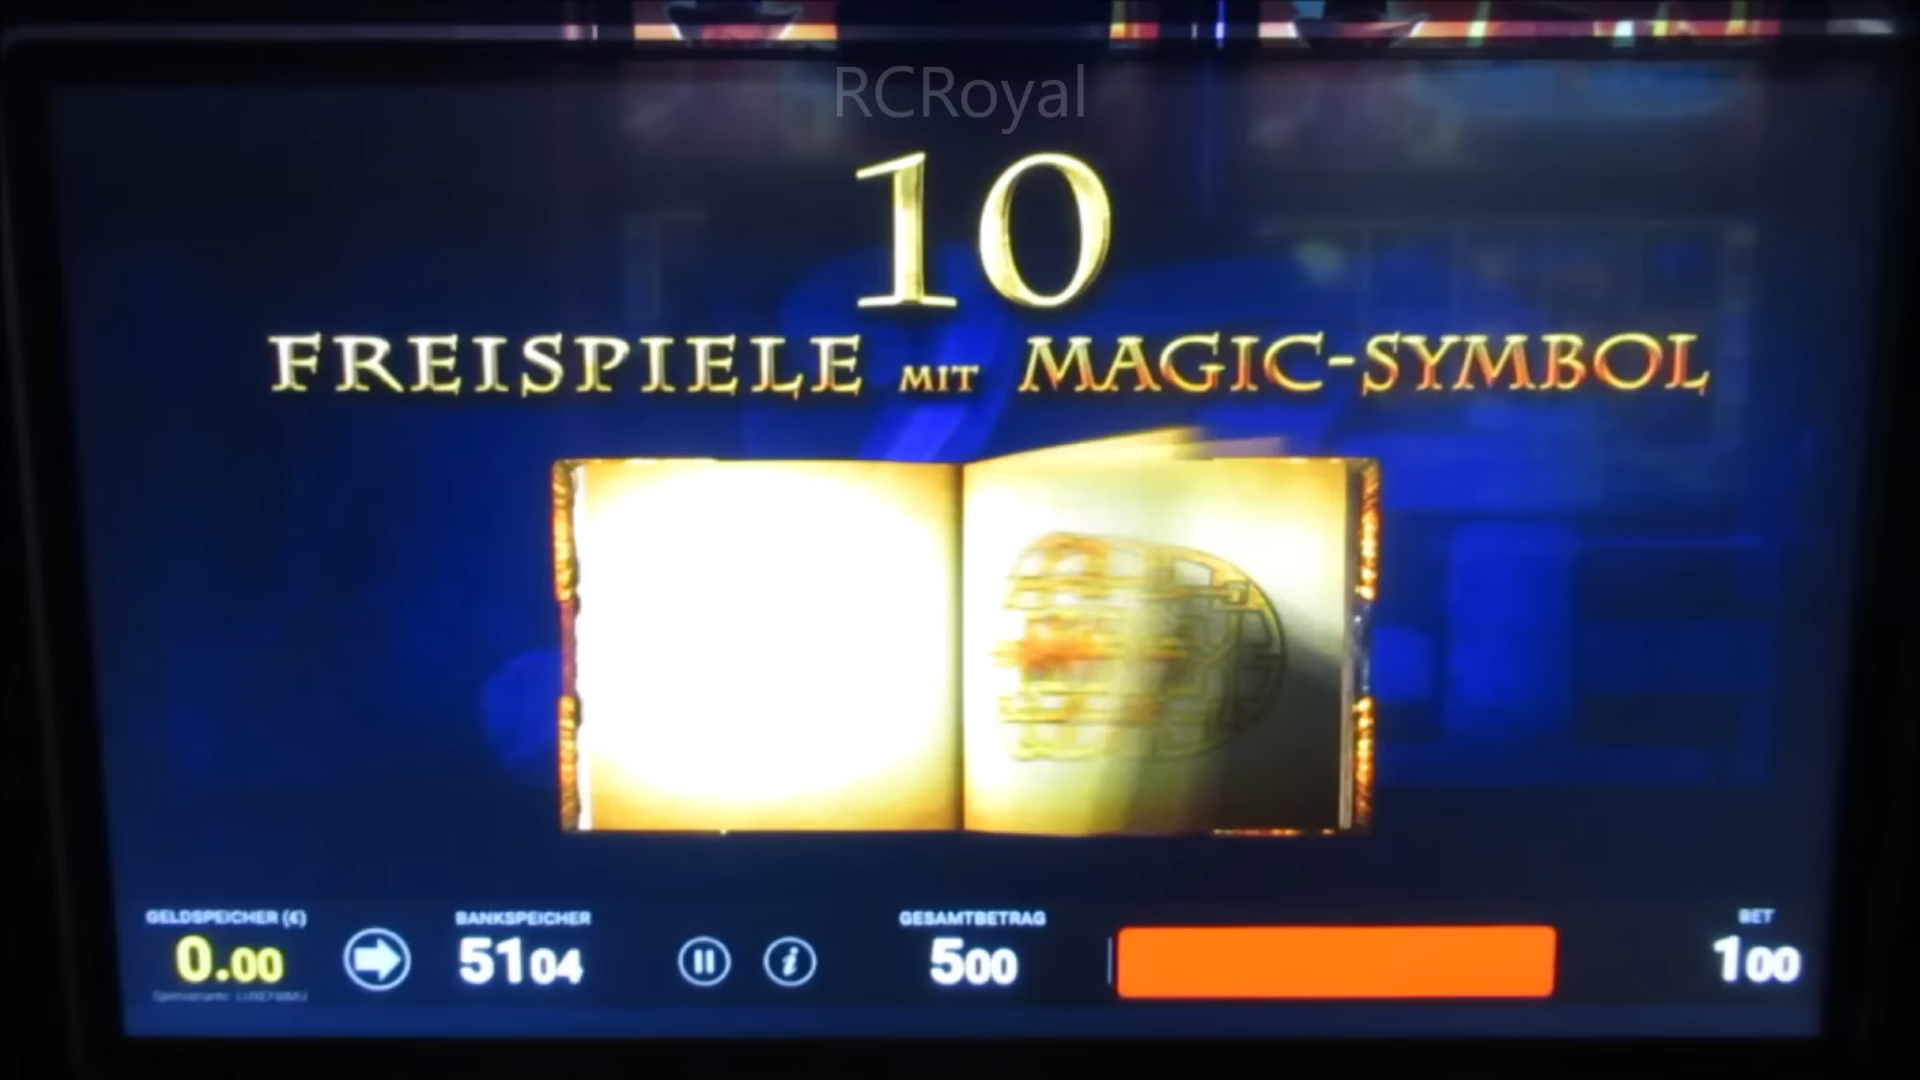 RCRoyal
10
FREISPIELE MIT MAGIC-SYMBOL
GELDSPEICHER (€)
BANKSPEICHER
GESAMTBETRAG
BET
0.00
5104
500
100